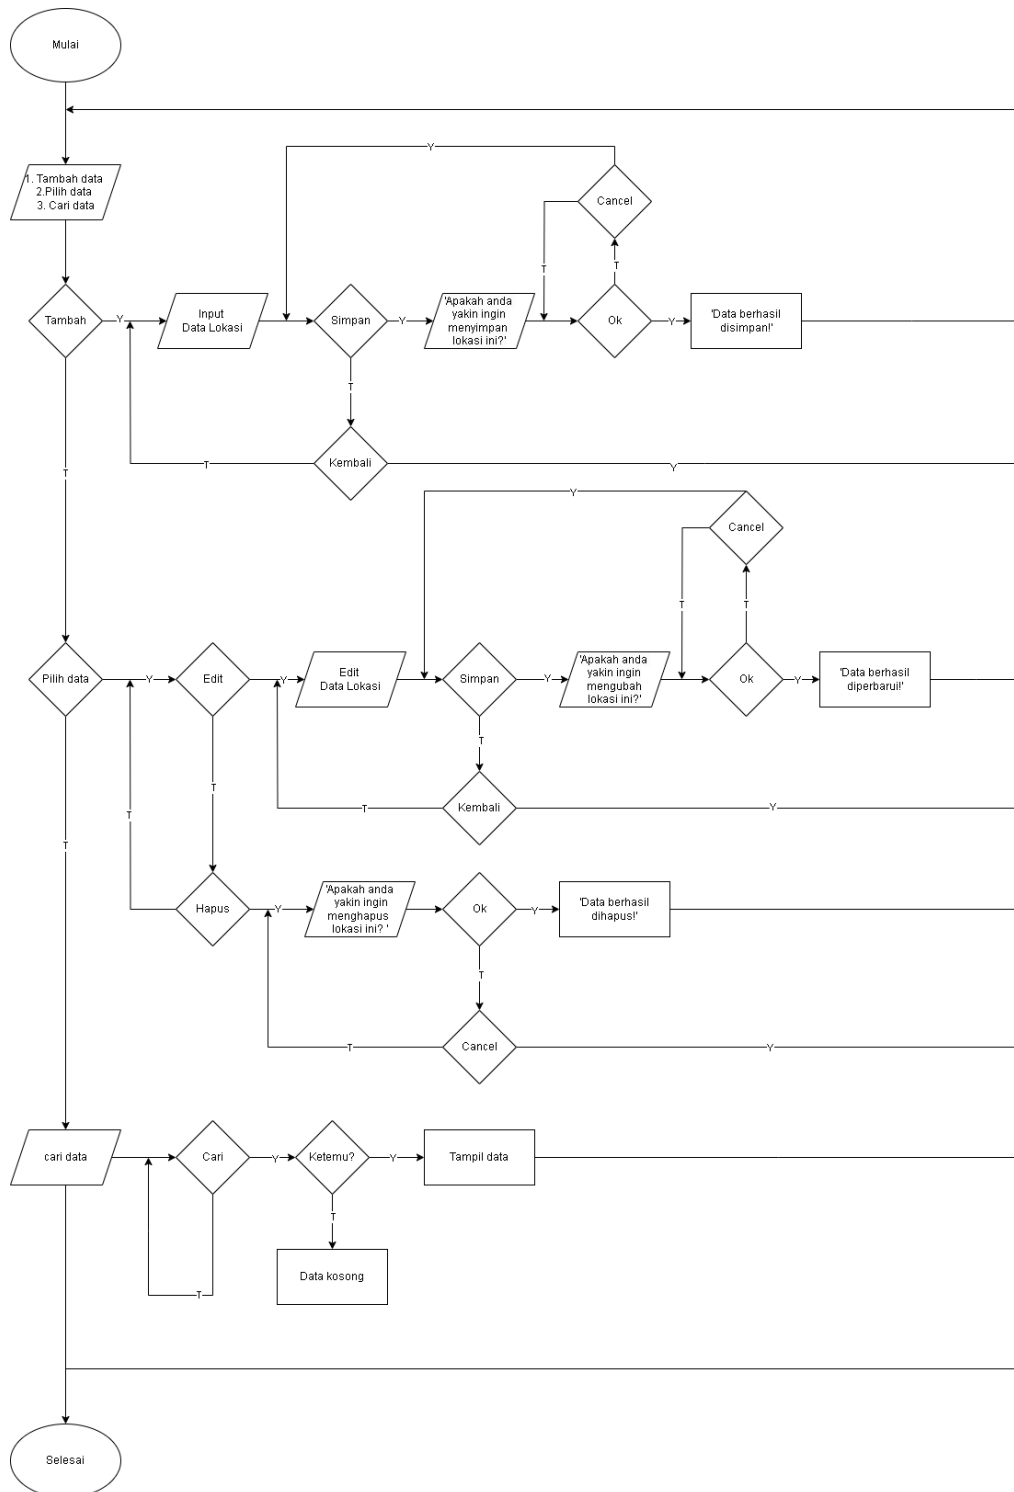 Mulai
1. Tambah data
2.Pilih data
3. Cari data
Y
Cancel
T
T
Tambah
Y
Input
Data Lokasi
Simpan
Y
'Apakah anda
yakin ingin
menyimpan
lokasi ini?'
Ok
Y
'Data berhasil
disimpan!'
T
T
T
Kembali
Y
Y
Cancel
T
T
Pilih data
Y
Edit
Y
Edit
Data Lokasi
Simpan
Y
'Apakah anda
yakin ingin
mengubah
lokasi ini?'
Ok
Y
'Data berhasil
diperbarui!'
T
T
T
T
T
Kembali
Y
Hapus
Y
'Apakah anda
yakin ingin
menghapus
lokasi ini? '
Ok
Y
'Data berhasil
dihapus!'
T
T
Cancel
Y
cari data
Cari
Y
Ketemu?
Y
Tampil data
T
T
Data kosong
Selesai